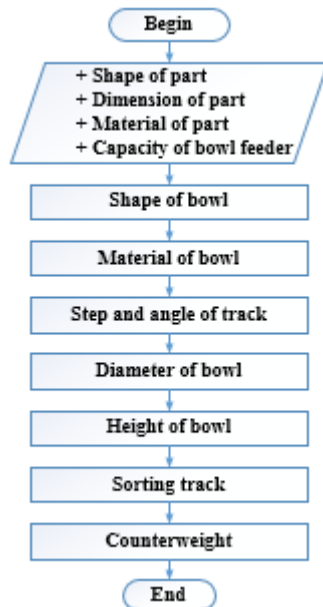 Begin
+ Shape of part
+ Dimension of part
+ Material of part
+ Capacity of bowl feeder
Shape of bowl
Material of bowl
Step and angle of track
Diameter of bowl
Height of bowl
Sorting track
Counterweight
End